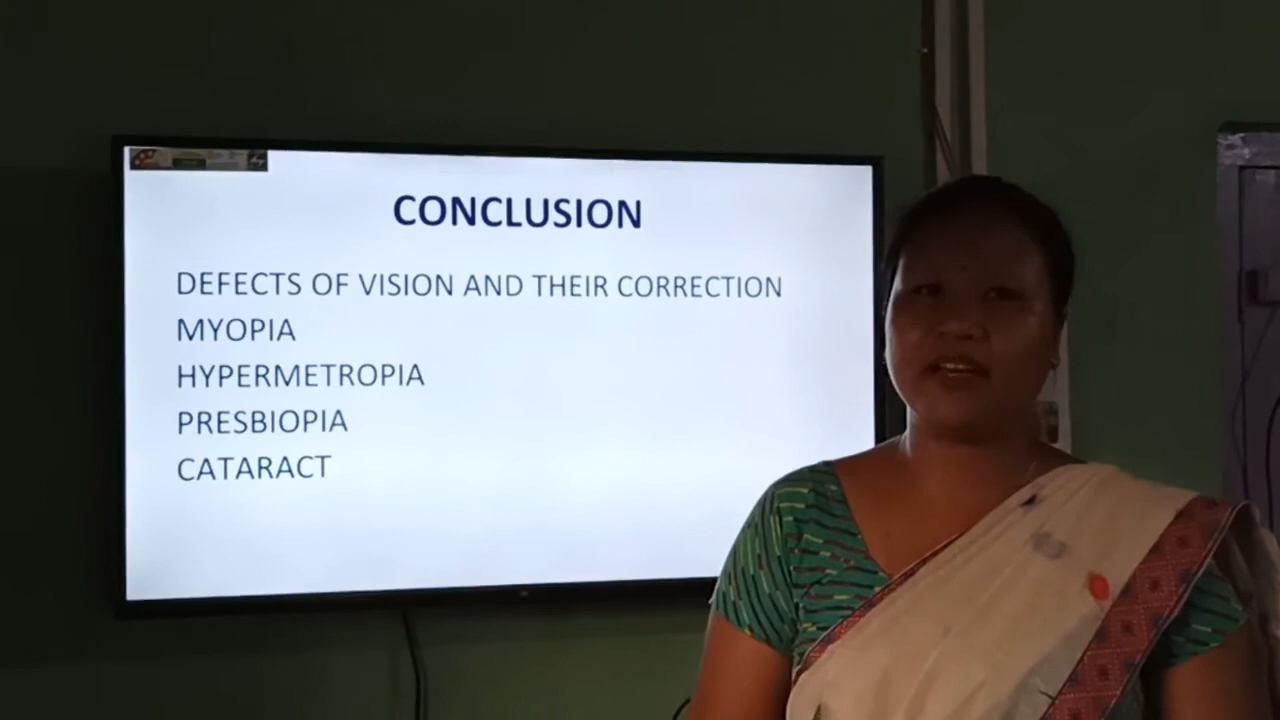 CONCLUSION
DEFECTS OF VISION AND THEIR CORRECTION
MYOPIA
HYPERMETROPIA
PRESBIOPIA
CATARACT